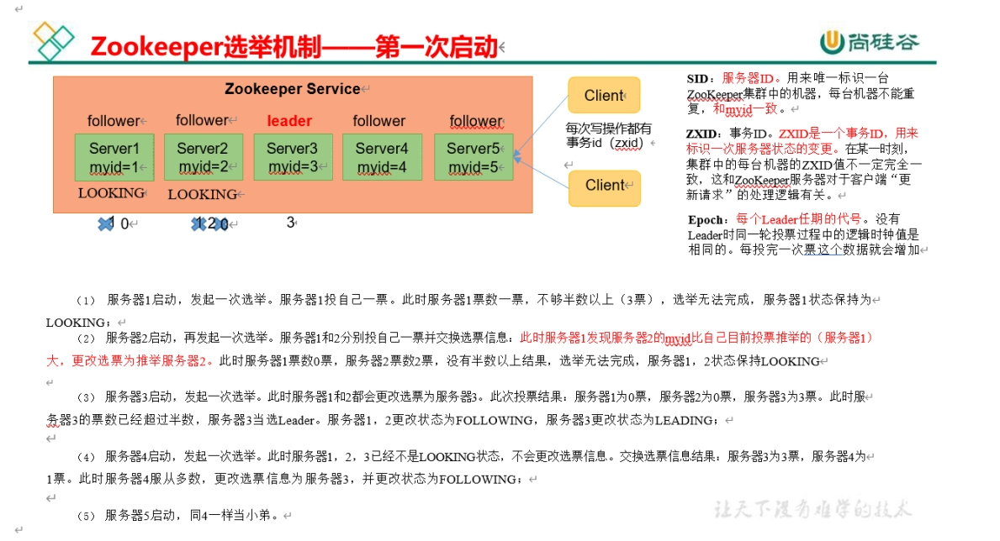 Zookeeper选举机制——第一次启动
尚硅谷
Zookeeper Service
follower
follower
leader
follower
follower
Server1
myid=1
Server2
myid=2
Server3
myid=3
Server4
myid=4
Server5
myid=5
LOOKING
LOOKING
1 0
1 2 0
3
Client
每次写操作都有
事务id（zxid）
Client
SID：服务器ID。用来唯一标识一台
ZooKeeper集群中的机器，每台机器不能重
复，和myid一致。
ZXID：事务ID。ZXID是一个事务ID，用来
标识一次服务器状态的变更。在某一时刻，
集群中的每台机器的ZXID值不一定完全一
致，这和ZooKeeper服务器对于客户端“更
新请求”的处理逻辑有关。
Epoch：每个Leader任期的代号。没有
Leader时同一轮投票过程中的逻辑时钟值是
相同的。每投完一次票这个数据就会增加
（1） 服务器1启动，发起一次选举。服务器1投自己一票。此时服务器1票数一票，不够半数以上（3票），选举无法完成，服务器1状态保持为
LOOKING；
（2） 服务器2启动，再发起一次选举。服务器1和2分别投自己一票并交换选票信息：此时服务器1发现服务器2的myid比自己目前投票推举的（服务器1）
大，更改选票为推举服务器2。此时服务器1票数0票，服务器2票数2票，没有半数以上结果，选举无法完成，服务器1，2状态保持LOOKING
（3） 服务器3启动，发起一次选举。此时服务器1和2都会更改选票为服务器3。此次投票结果：服务器1为0票，服务器2为0票，服务器3为3票。此时服
务器3的票数已经超过半数，服务器3当选Leader。服务器1，2更改状态为FOLLOWING，服务器3更改状态为LEADING；
（4） 服务器4启动，发起一次选举。此时服务器1，2，3已经不是LOOKING状态，不会更改选票信息。交换选票信息结果：服务器3为3票，服务器4为
1票。此时服务器4服从多数，更改选票信息为服务器3，并更改状态为FOLLOWING；
（5） 服务器5启动，同4一样当小弟。
让天下没有难学的技术